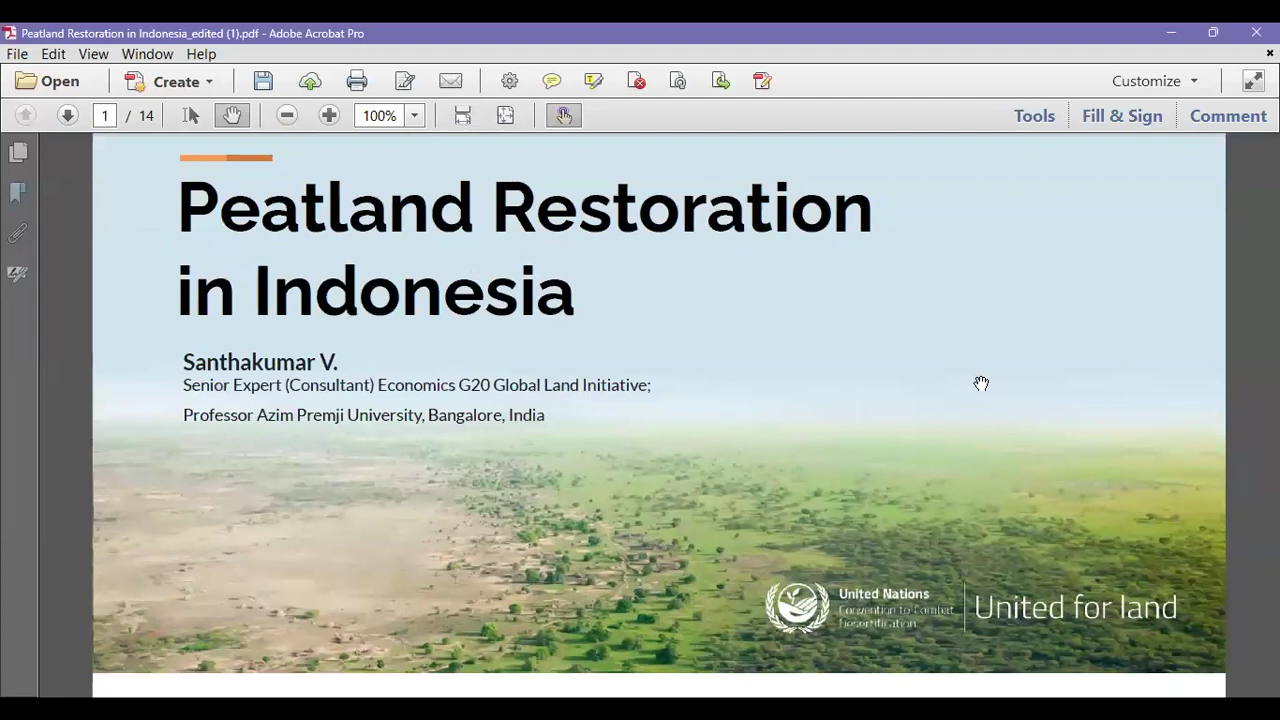 Peatland Restoration in Indonesia_edited (1).pdf - Adobe Acrobat Pro
File Edit View Window Help
Open Create Customize
1 / 14 100% Tools Fill & Sign Comment
Peatland Restoration
in Indonesia
Santhakumar V.
Senior Expert (Consultant) Economics G20 Global Land Initiative;
Professor Azim Premji University, Bangalore, India
United Nations
Convention to Combat
Desertification
United for land